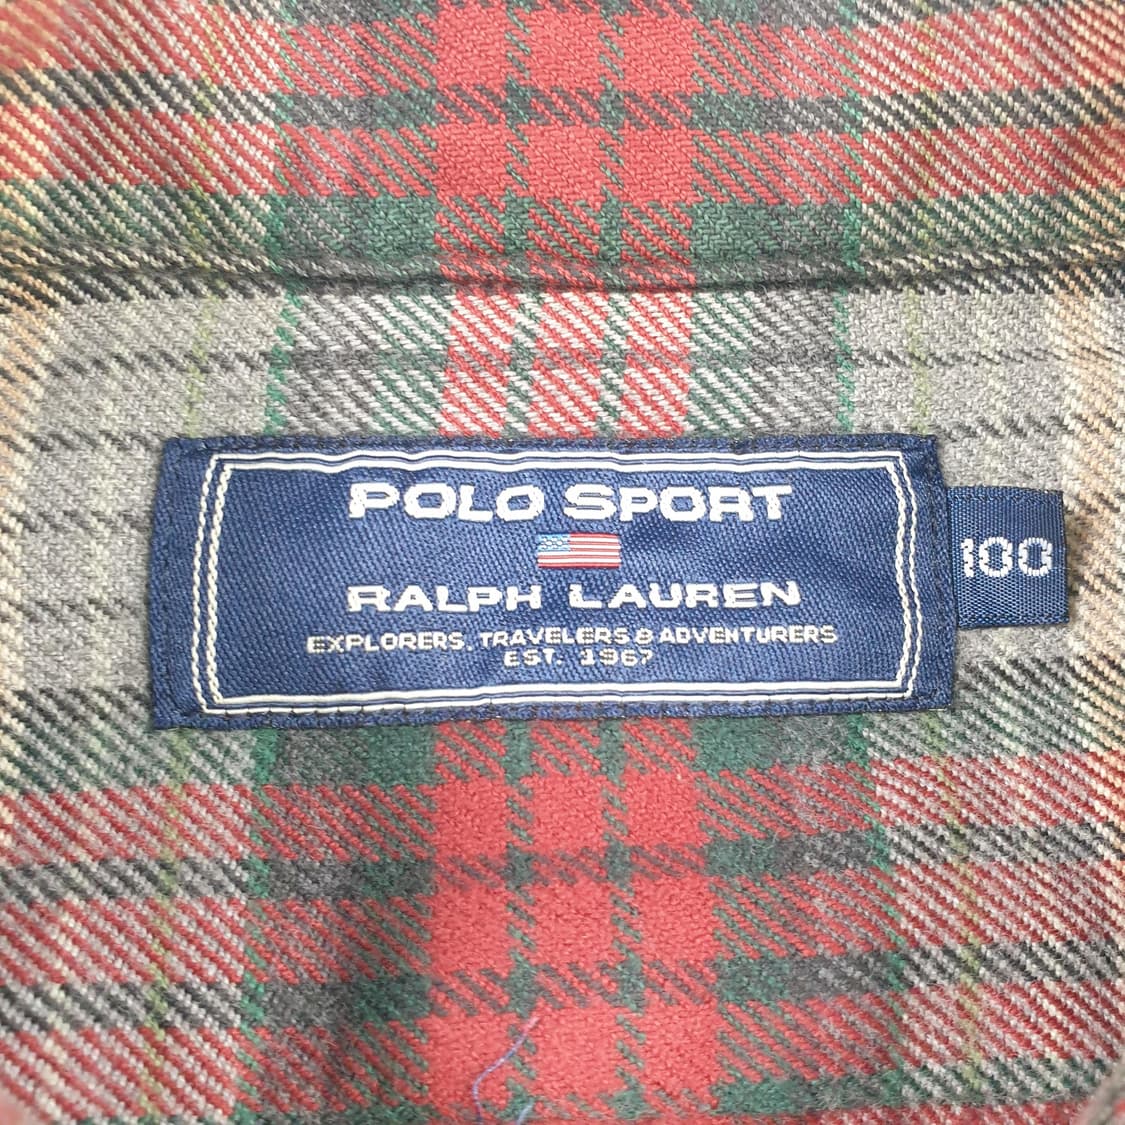 POLO SPORT
RALPH LAUREN
EXPLORERS, TRAVELERS & ADVENTURERS
EST. 1967
100